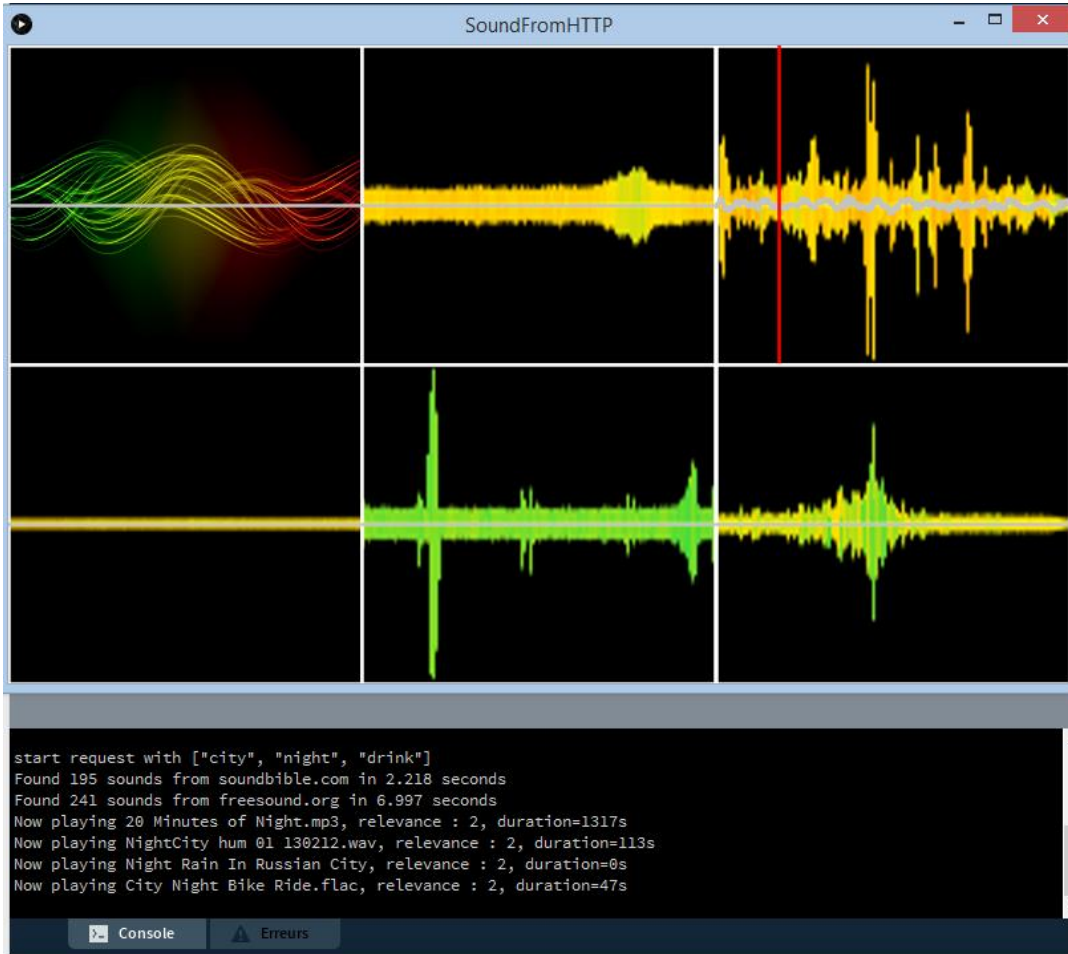 SoundFromHTTP
start request with ["city", "night", "drink"]
Found 195 sounds from soundbible.com in 2.218 seconds
Found 241 sounds from freesound.org in 6.997 seconds
Now playing 20 Minutes of Night.mp3, relevance : 2, duration=1317s
Now playing NightCity hum 01 130212.wav, relevance : 2, duration=113s
Now playing Night Rain In Russian City, relevance : 2, duration=0s
Now playing City Night Bike Ride.flac, relevance : 2, duration=47s
Console
Erreurs